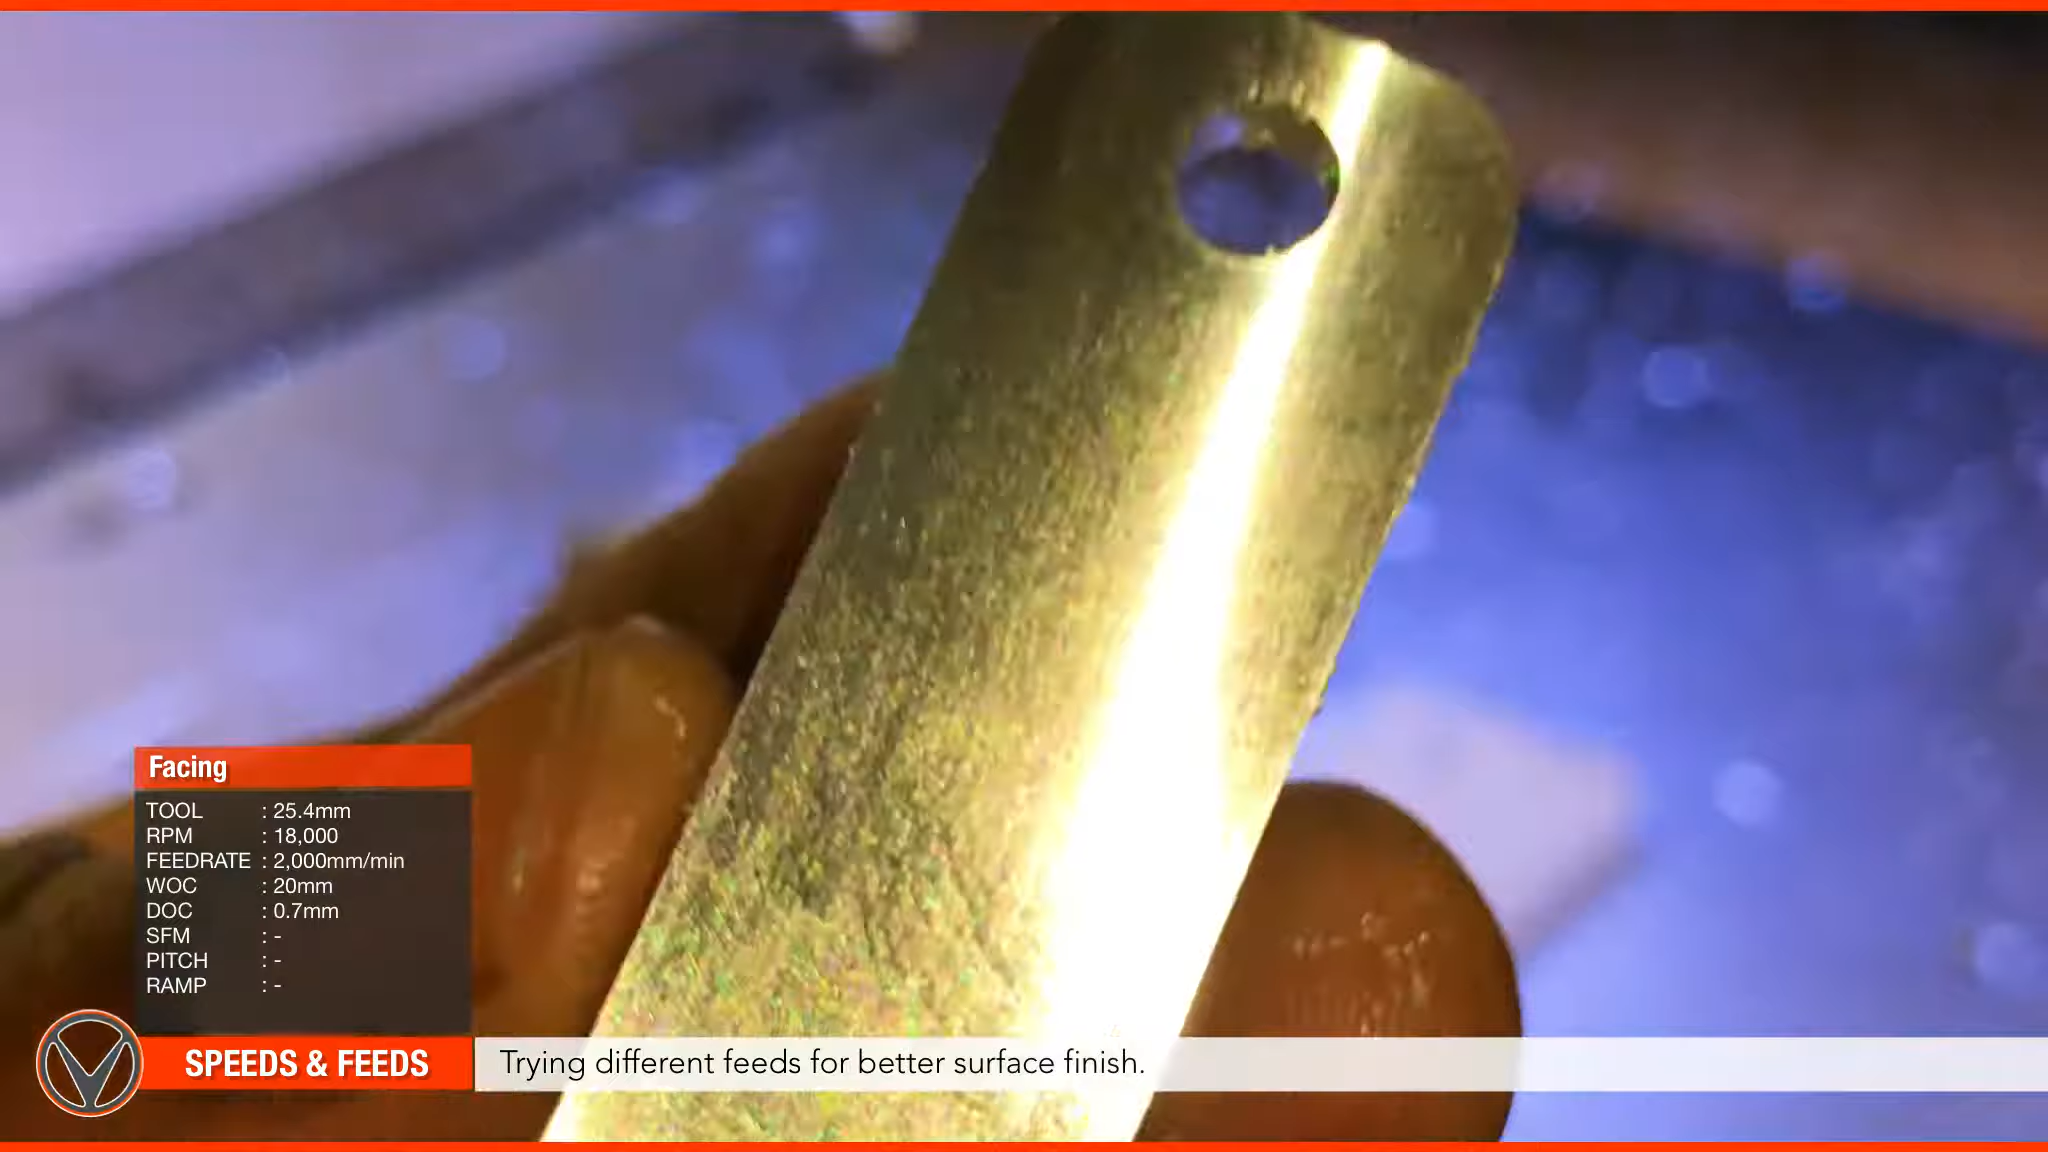 Facing
TOOL : 25.4mm
RPM : 18,000
FEEDRATE : 2,000mm/min
WOC : 20mm
DOC : 0.7mm
SFM : -
PITCH : -
RAMP : -
SPEEDS & FEEDS
Trying different feeds for better surface finish.